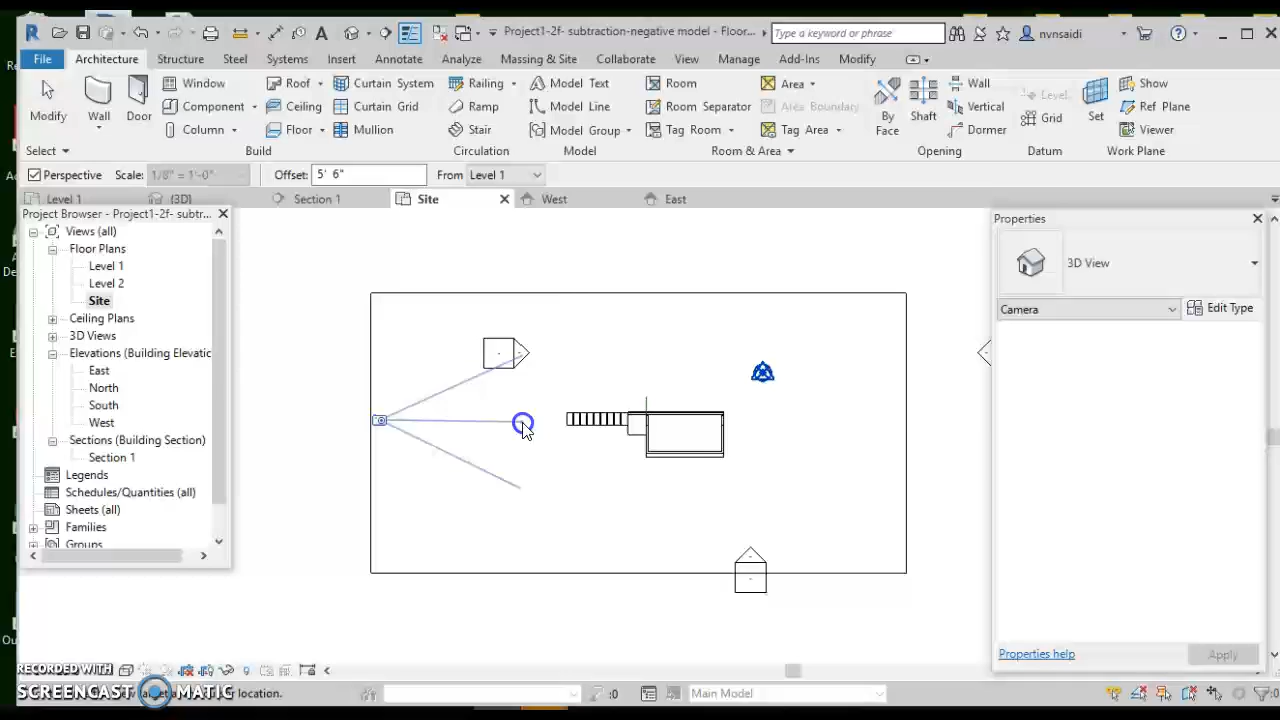 Project1-2f- subtraction-negative model - Floor...
Type a keyword or phrase
nvnsaidi
File Architecture Structure Steel Systems Insert Annotate Analyze Massing & Site Collaborate View Manage Add-Ins Modify
Modify
Wall
Door
Window
Component
Column
Roof
Ceiling
Floor
Curtain System
Curtain Grid
Mullion
Railing
Ramp
Stair
Model Text
Model Line
Model Group
Room
Room Separator
Tag Room
Area
Area Boundary
Tag Area
By
Face
Shaft
Wall
Vertical
Dormer
Level
Grid
Set
Show
Ref Plane
Viewer
Select Build Circulation Model Room & Area Opening Datum Work Plane
Perspective Scale: 1/8" = 1'-0" Offset: 5' 6" From Level 1
Level 1 {3D} Section 1 Site West East
Project Browser - Project1-2f- subtr...
Views (all)
Floor Plans
Level 1
Level 2
Site
Ceiling Plans
3D Views
Elevations (Building Elevatic
East
North
South
West
Sections (Building Section)
Section 1
Legends
Schedules/Quantities (all)
Sheets (all)
Families
Groups
Properties
3D View
Camera
Edit Type
Properties help
Apply
RECORDED WITH
SCREENCAST MATIC
location.
:0
Main Model
:0